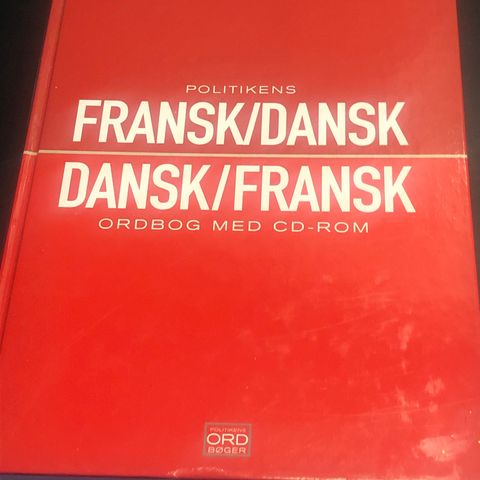 POLITIKENS
FRANSK/DANSK
DANSK/FRANSK
ORDBOG MED CD-ROM
POLITIKENS
ORD
BØGER